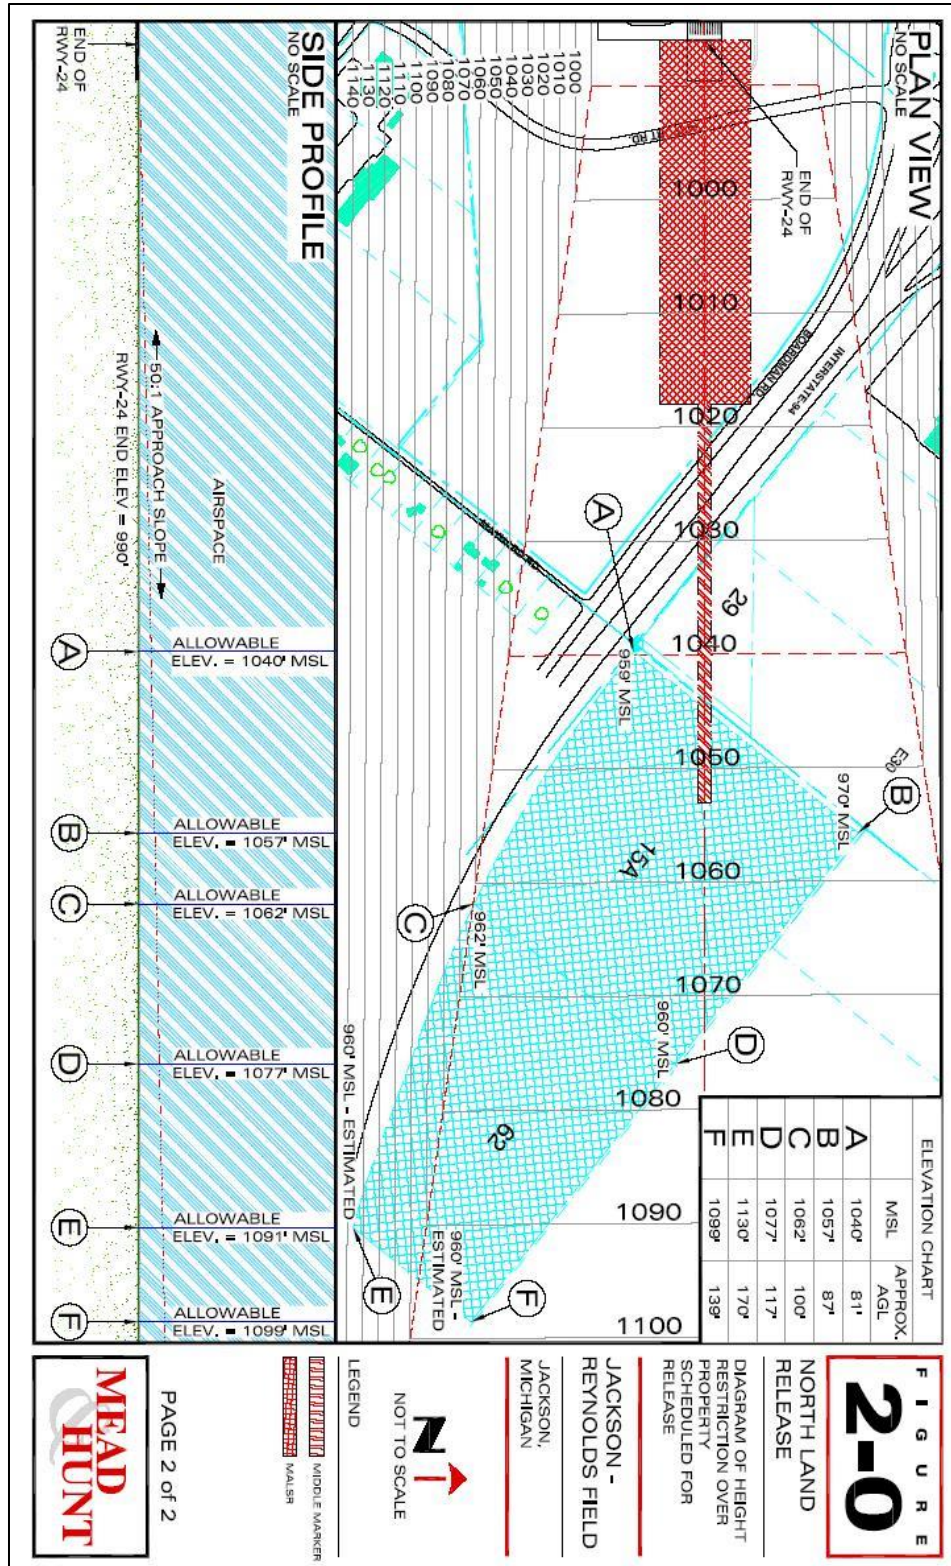 PLAN VIEW
NO SCALE
END OF
RWY-24
1000
1010
1020
1030
1040
1050
1060
1070
1080
1090
1100
BOARDMAN RD
INTERSTATE-94
29
E30
15A
62
A
959' MSL
B
970' MSL
C
962' MSL
D
960' MSL
E
960' MSL - ESTIMATED
F
960' MSL -
ESTIMATED
1000
1010
1020
1030
1040
1050
1060
1070
1080
1090
1100
1110
1120
1130
1140
ELEVATION CHART
MSL APPROX. AGL
A 1040' 81'
B 1057' 87'
C 1062' 100'
D 1077' 117'
E 1130' 170'
F 1099' 139'
SIDE PROFILE
NO SCALE
AIRSPACE
50:1 APPROACH SLOPE
RWY-24 END ELEV = 990'
END OF
RWY-24
ALLOWABLE
ELEV. = 1040' MSL
ALLOWABLE
ELEV. = 1057' MSL
ALLOWABLE
ELEV. = 1062' MSL
ALLOWABLE
ELEV. = 1077' MSL
ALLOWABLE
ELEV. = 1091' MSL
ALLOWABLE
ELEV. = 1099' MSL
A
B
C
D
E
F
FIGURE
2-0
NORTH LAND
RELEASE
DIAGRAM OF HEIGHT
RESTRICTION OVER
PROPERTY
SCHEDULED FOR
RELEASE
JACKSON -
REYNOLDS FIELD
JACKSON,
MICHIGAN
N
NOT TO SCALE
LEGEND
MIDDLE MARKER
MALSR
PAGE 2 of 2
MEAD
& HUNT